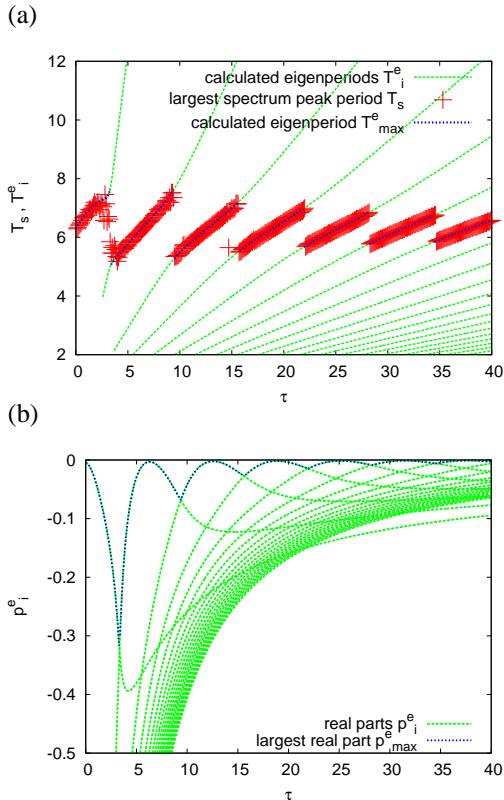 (a)
12
10
8
6
4
2
T_s , T^e_i
calculated eigenperiods T^e_i
largest spectrum peak period T_s
calculated eigenperiod T^e_max
0 5 10 15 20 25 30 35 40
τ
(b)
0
-0.1
-0.2
-0.3
-0.4
-0.5
p^e_i
real parts p^e_i
largest real part p^e_max
0 5 10 15 20 25 30 35 40
τ